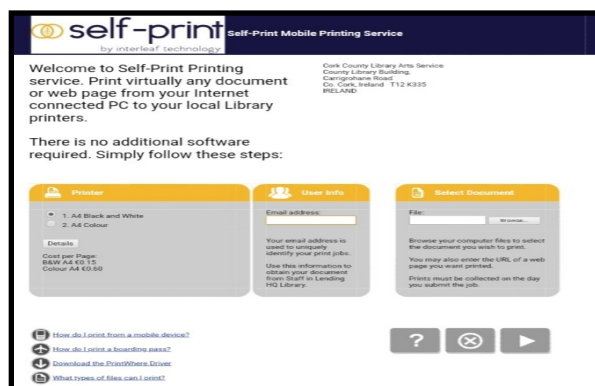 self-print
by interleaf technology
Self-Print Mobile Printing Service
Welcome to Self-Print Printing
service. Print virtually any document
or web page from your Internet
connected PC to your local Library
printers.
There is no additional software
required. Simply follow these steps:
Cork County Library Arts Service
County Library Building,
Carrigrohane Road
Co. Cork, Ireland T12 K335
IRELAND
Printer
1. A4 Black and White
2. A4 Colour
Details
Cost per Page:
B&W A4 €0.15
Colour A4 €0.60
User Info
Email address:
Your email address is
used to uniquely
identify your print jobs.
Use this information to
obtain your document
from Staff in Lending
HQ Library.
Select Document
File:
Browse...
Browse your computer files to select
the document you wish to print.
You may also enter the URL of a web
page you want printed.
Prints must be collected on the day
you submit the job.
How do I print from a mobile device?
How do I print a boarding pass?
Download the PrintWhere Driver
What types of files can I print?
?